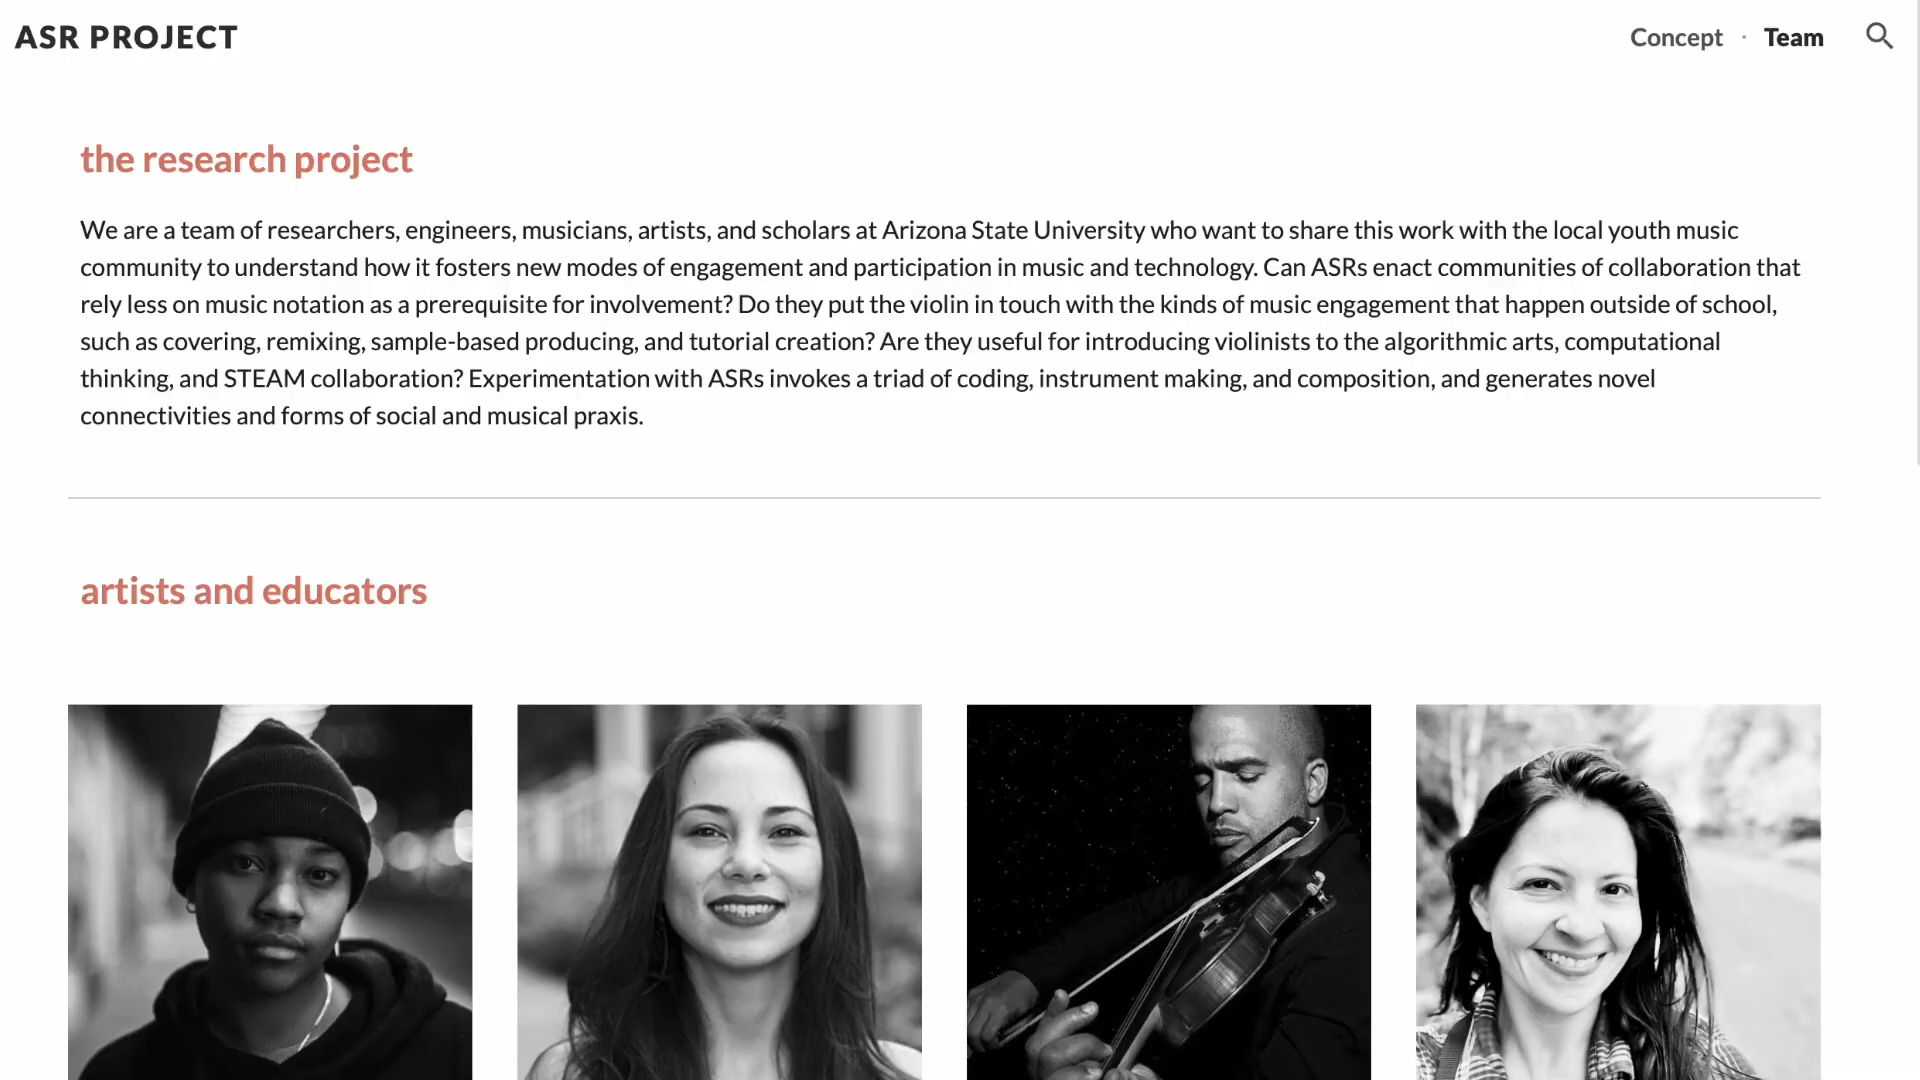 ASR PROJECT
Concept · Team
the research project
We are a team of researchers, engineers, musicians, artists, and scholars at Arizona State University who want to share this work with the local youth music
community to understand how it fosters new modes of engagement and participation in music and technology. Can ASRs enact communities of collaboration that
rely less on music notation as a prerequisite for involvement? Do they put the violin in touch with the kinds of music engagement that happen outside of school,
such as covering, remixing, sample-based producing, and tutorial creation? Are they useful for introducing violinists to the algorithmic arts, computational
thinking, and STEAM collaboration? Experimentation with ASRs invokes a triad of coding, instrument making, and composition, and generates novel
connectivities and forms of social and musical praxis.
artists and educators